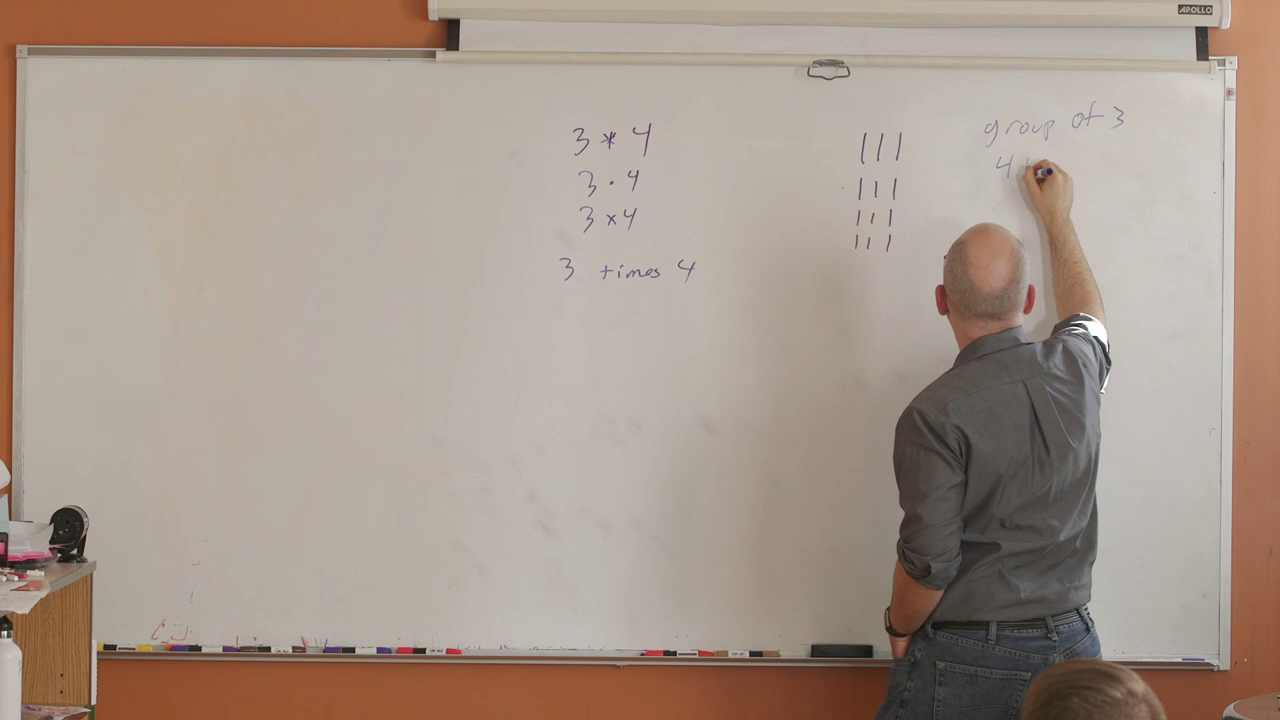 APOLLO
3 * 4
3 · 4
3 × 4
3 times 4
| | |
| | |
| | |
| | |
group of 3
4